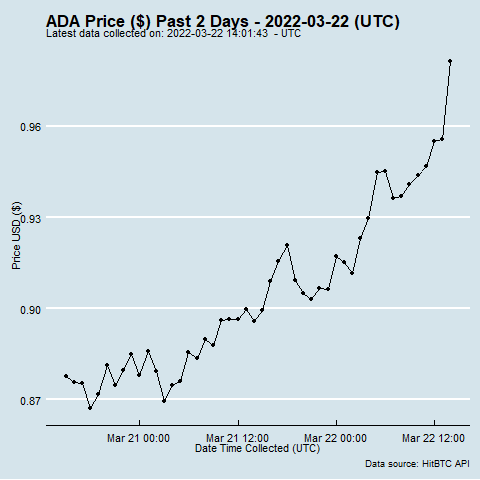 ADA Price ($) Past 2 Days - 2022-03-22 (UTC)
Latest data collected on: 2022-03-22 14:01:43 - UTC
Price USD ($)
0.96
0.93
0.90
0.87
Mar 21 00:00 Mar 21 12:00 Mar 22 00:00 Mar 22 12:00
Date Time Collected (UTC)
Data source: HitBTC API